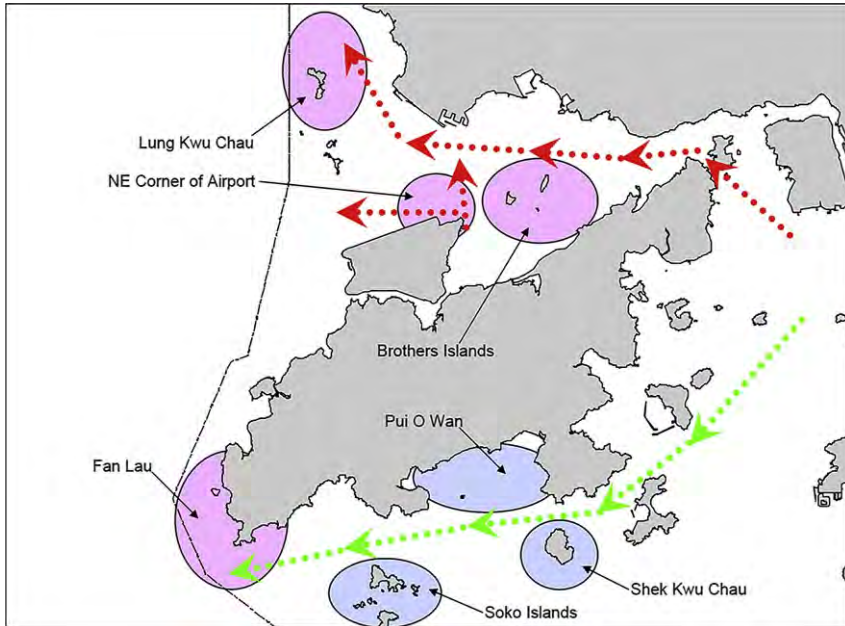 Lung Kwu Chau
NE Corner of Airport
Brothers Islands
Pui O Wan
Fan Lau
Shek Kwu Chau
Soko Islands